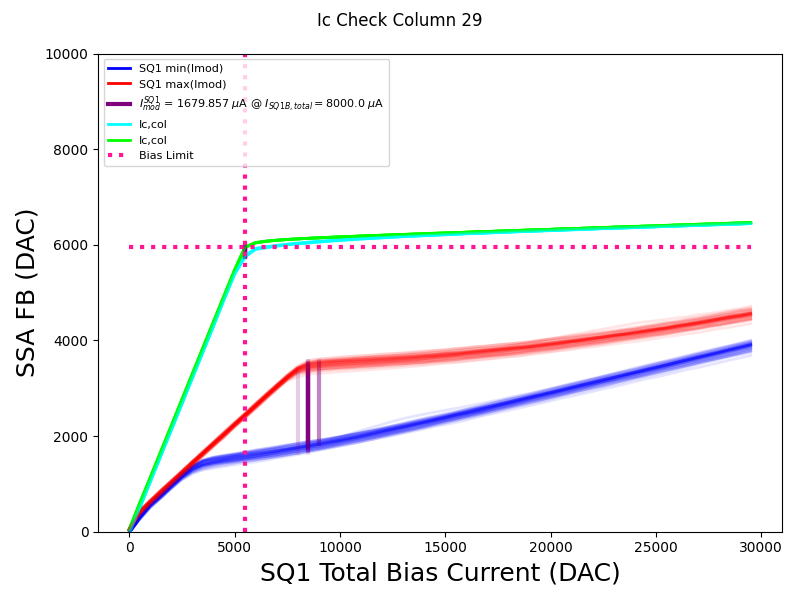 Ic Check Column 29
10000
8000
6000
4000
2000
0
SSA FB (DAC)
SQ1 min(Imod)
SQ1 max(Imod)
I_{mod}^{SQ1} = 1679.857 μA @ I_{SQ1B, total} = 8000.0 μA
Ic,col
Ic,col
Bias Limit
0 5000 10000 15000 20000 25000 30000
SQ1 Total Bias Current (DAC)